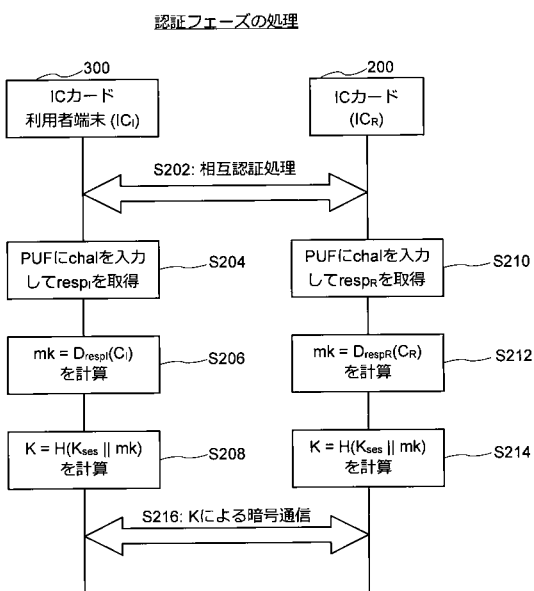 認証フェーズの処理
300
ICカード
利用者端末 (ICI)
200
ICカード
(ICR)
S202: 相互認証処理
PUFにchalを入力
してrespIを取得
S204
PUFにchalを入力
してrespRを取得
S210
mk = DrespI(CI)
を計算
S206
mk = DrespR(CR)
を計算
S212
K = H(Kses || mk)
を計算
S208
K = H(Kses || mk)
を計算
S214
S216: Kによる暗号通信